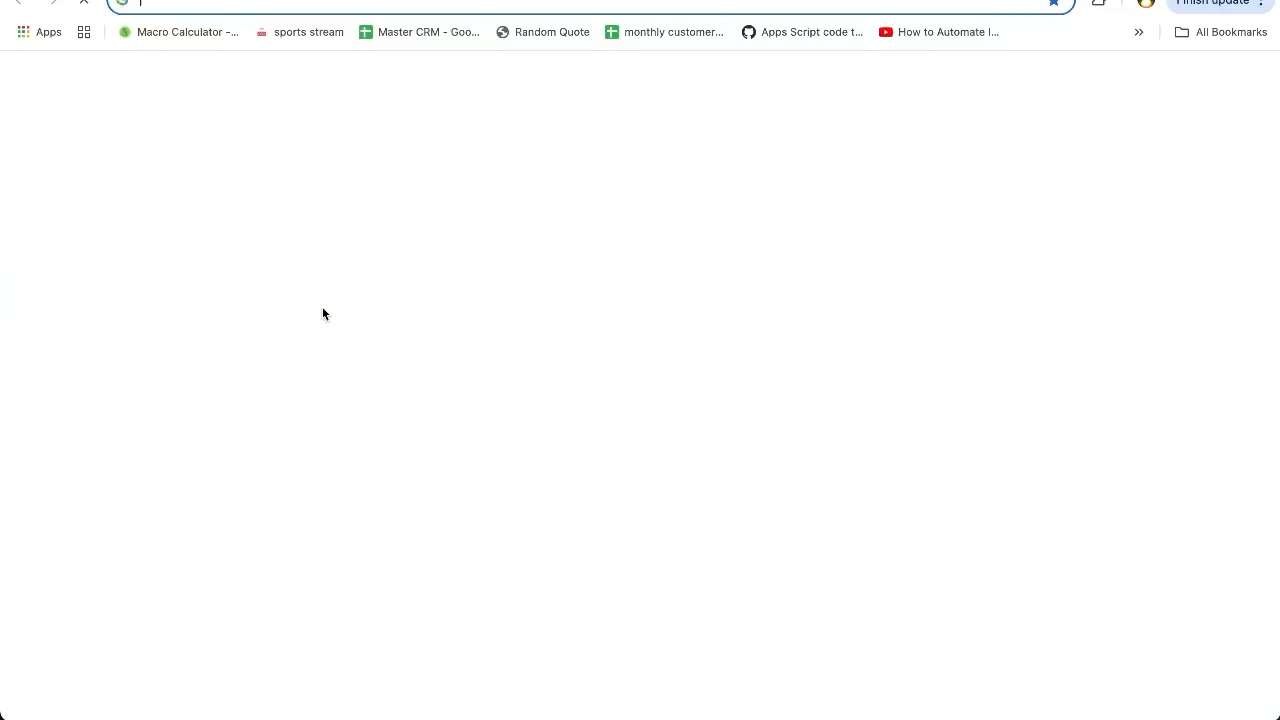 Finish update
Apps Macro Calculator –... sports stream Master CRM - Goo... Random Quote monthly customer... Apps Script code t... How to Automate I... All Bookmarks